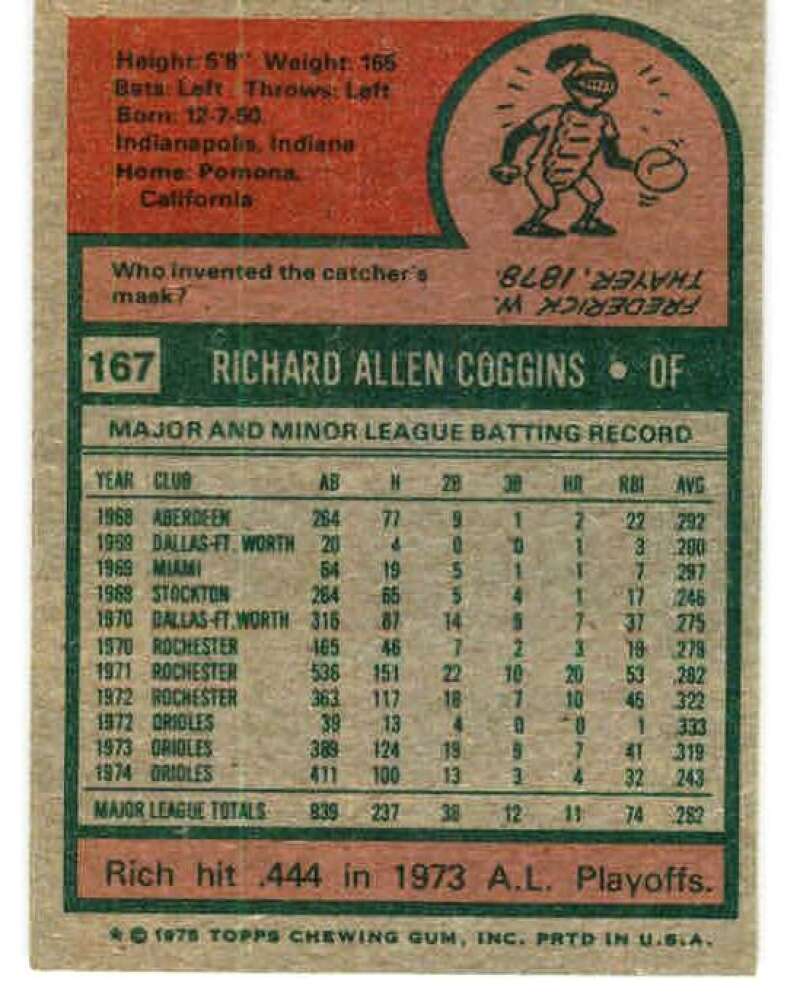 Height: 5'8" Weight: 165
Bats: Left Throws: Left
Born: 12-7-50,
Indianapolis, Indiana
Home: Pomona,
California
Who invented the catcher's
mask?
FREDERICK W.
THAYER, 1878.
167 RICHARD ALLEN COGGINS • OF
MAJOR AND MINOR LEAGUE BATTING RECORD
YEAR CLUB AB H 2B 3B HR RBI AVG
1968 ABERDEEN 264 77 9 1 2 22 .292
1969 DALLAS-FT. WORTH 20 4 0 0 1 3 .200
1969 MIAMI 64 19 5 1 1 7 .297
1969 STOCKTON 264 65 5 4 1 17 .246
1970 DALLAS-FT.WORTH 316 87 14 9 7 37 .275
1970 ROCHESTER 165 46 7 2 3 19 .279
1971 ROCHESTER 536 151 22 10 20 53 .282
1972 ROCHESTER 363 117 18 7 10 45 .322
1972 ORIOLES 39 13 4 0 0 1 .333
1973 ORIOLES 389 124 19 9 7 41 .319
1974 ORIOLES 411 100 13 3 4 32 .243
MAJOR LEAGUE TOTALS 839 237 36 12 11 74 .282
Rich hit .444 in 1973 A.L. Playoffs.
* © 1975 TOPPS CHEWING GUM, INC. PRTD IN U.S.A.